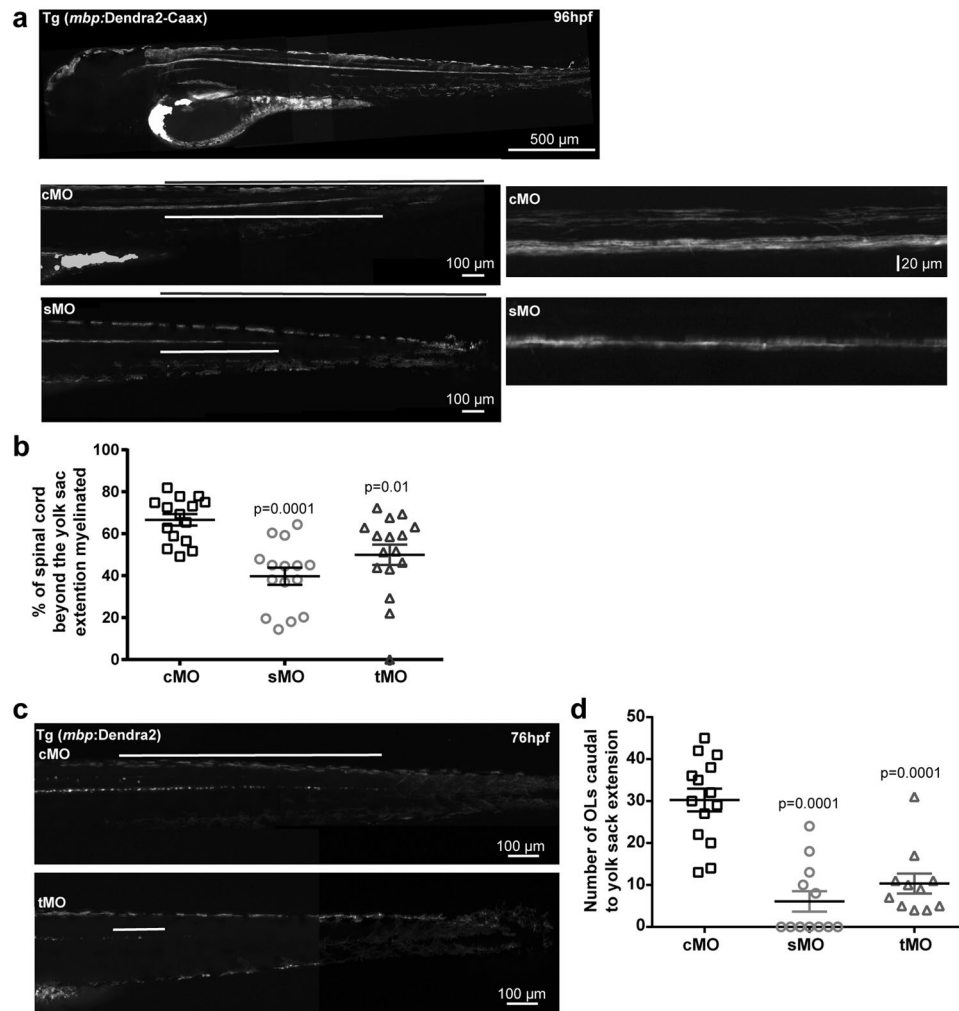 a
Tg (mbp:Dendra2-Caax)
96hpf
500 µm
cMO
100 µm
cMO
20 µm
sMO
100 µm
sMO
b
% of spinal cord
beyond the yolk sac
extention myelinated
100
80
60
40
20
0
p=0.0001
p=0.01
cMO
sMO
tMO
c
Tg (mbp:Dendra2)
76hpf
cMO
100 µm
tMO
100 µm
d
Number of OLs caudal
to yolk sack extension
50
40
30
20
10
0
p=0.0001
p=0.0001
cMO
sMO
tMO